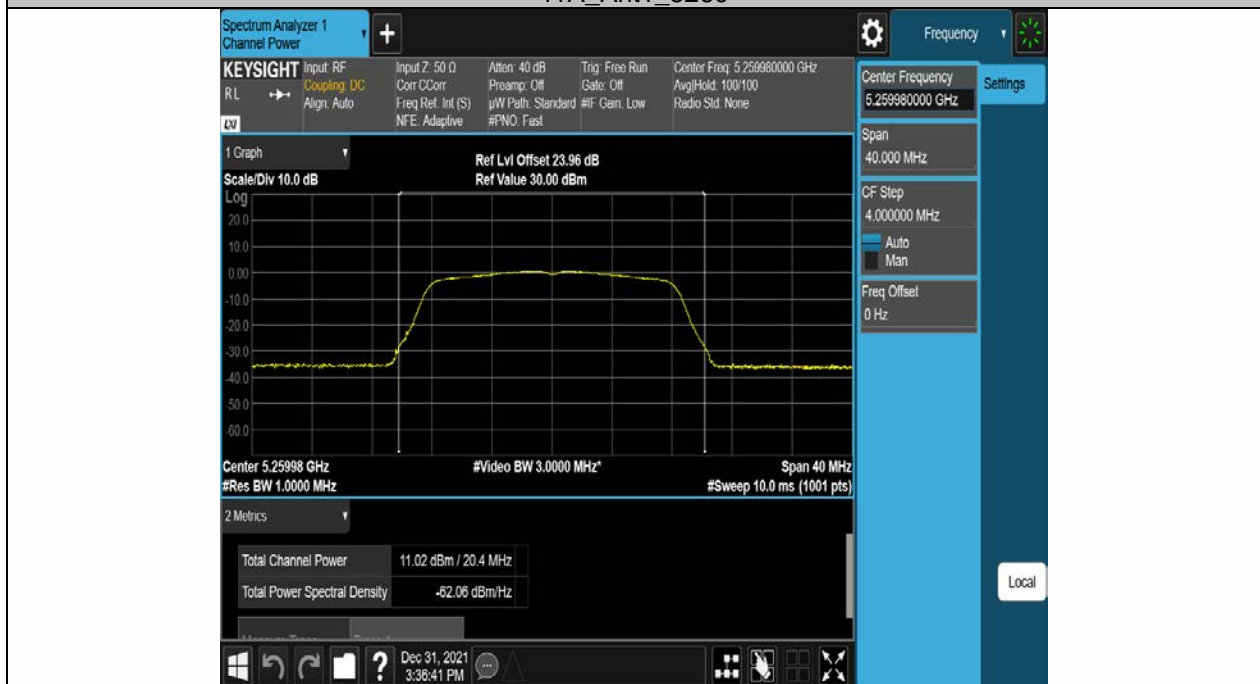 Spectrum Analyzer 1
Channel Power
Frequency
KEYSIGHT
RL
LXI
Input: RF
Coupling: DC
Align: Auto
Input Z: 50 Ω
Corr CCorr
Freq Ref: Int (S)
NFE: Adaptive
Atten: 40 dB
Preamp: Off
µW Path: Standard
#PNO: Fast
Trig: Free Run
Gate: Off
#IF Gain: Low
Center Freq: 5.259980000 GHz
Avg|Hold: 100/100
Radio Std: None
Center Frequency
5.259980000 GHz
Settings
Span
40.000 MHz
CF Step
4.000000 MHz
Auto
Man
Freq Offset
0 Hz
Local
1 Graph
Scale/Div 10.0 dB
Ref Lvl Offset 23.96 dB
Ref Value 30.00 dBm
Log
20.0
10.0
0.00
-10.0
-20.0
-30.0
-40.0
-50.0
-60.0
Center 5.25998 GHz
#Res BW 1.0000 MHz
#Video BW 3.0000 MHz*
Span 40 MHz
#Sweep 10.0 ms (1001 pts)
2 Metrics
Total Channel Power 11.02 dBm / 20.4 MHz
Total Power Spectral Density -62.06 dBm/Hz
?
Dec 31, 2021
3:36:41 PM